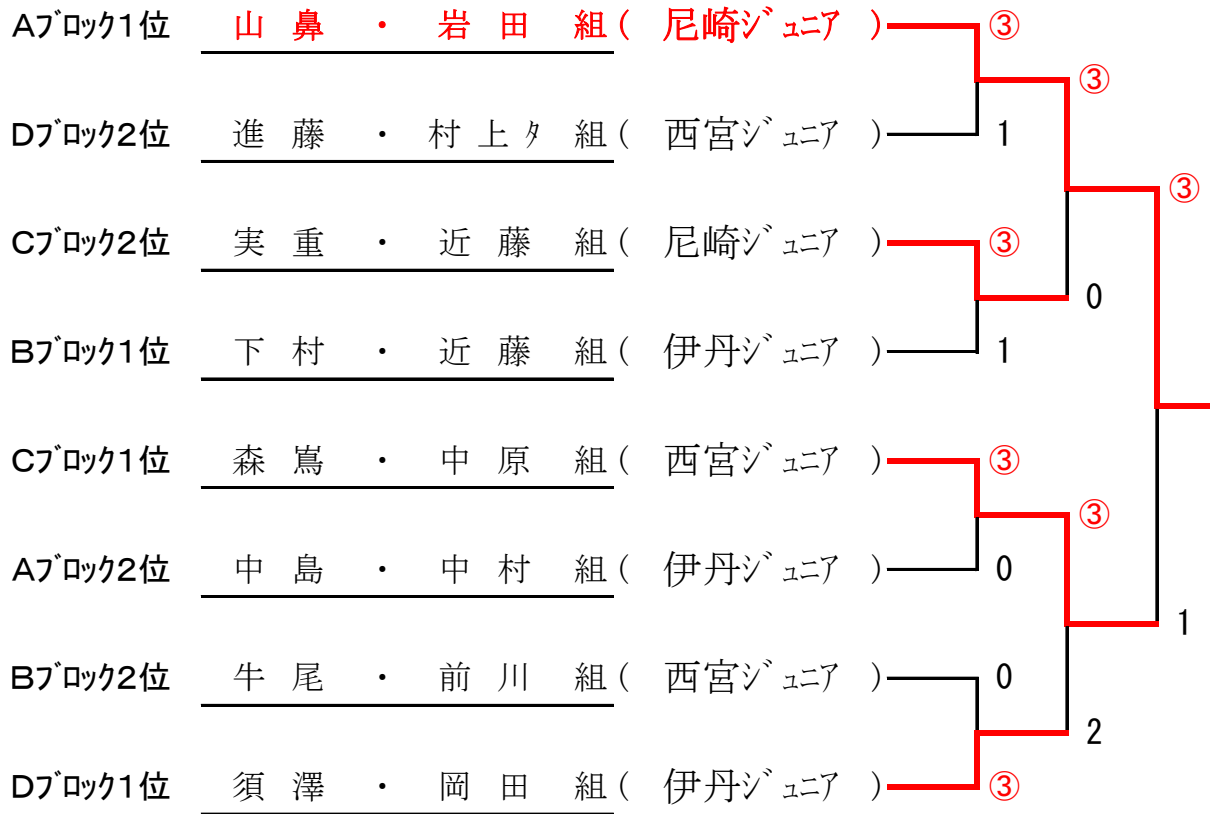 Aブロック1位 山鼻・岩田 組( 尼崎ジュニア ) ③
③
Dブロック2位 進藤・村上タ 組( 西宮ジュニア ) 1
③
Cブロック2位 実重・近藤 組( 尼崎ジュニア ) ③
0
Bブロック1位 下村・近藤 組( 伊丹ジュニア ) 1
Cブロック1位 森嶌・中原 組( 西宮ジュニア ) ③
③
Aブロック2位 中島・中村 組( 伊丹ジュニア ) 0
1
Bブロック2位 牛尾・前川 組( 西宮ジュニア ) 0
2
Dブロック1位 須澤・岡田 組( 伊丹ジュニア ) ③